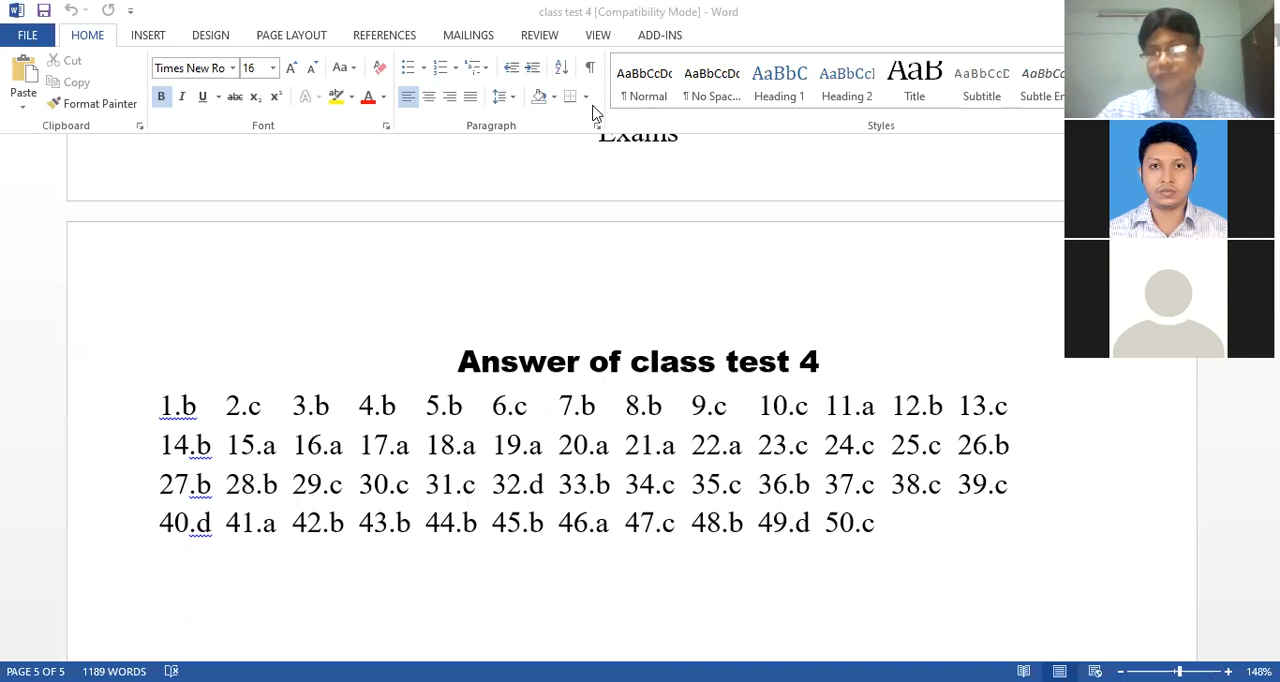 class test 4 [Compatibility Mode] - Word
FILE HOME INSERT DESIGN PAGE LAYOUT REFERENCES MAILINGS REVIEW VIEW ADD-INS
Cut
Copy
Format Painter
Paste
Clipboard
Times New Ro 16
Font
Paragraph
AaBbCcDc AaBbCcDc AaBbC AaBbCcI AaB AaBbCcD AaBbCcD
¶ Normal ¶ No Spac... Heading 1 Heading 2 Title Subtitle Subtle En
Styles
Exams
Answer of class test 4
1.b 2.c 3.b 4.b 5.b 6.c 7.b 8.b 9.c 10.c 11.a 12.b 13.c
14.b 15.a 16.a 17.a 18.a 19.a 20.a 21.a 22.a 23.c 24.c 25.c 26.b
27.b 28.b 29.c 30.c 31.c 32.d 33.b 34.c 35.c 36.b 37.c 38.c 39.c
40.d 41.a 42.b 43.b 44.b 45.b 46.a 47.c 48.b 49.d 50.c
PAGE 5 OF 5 1189 WORDS 148%